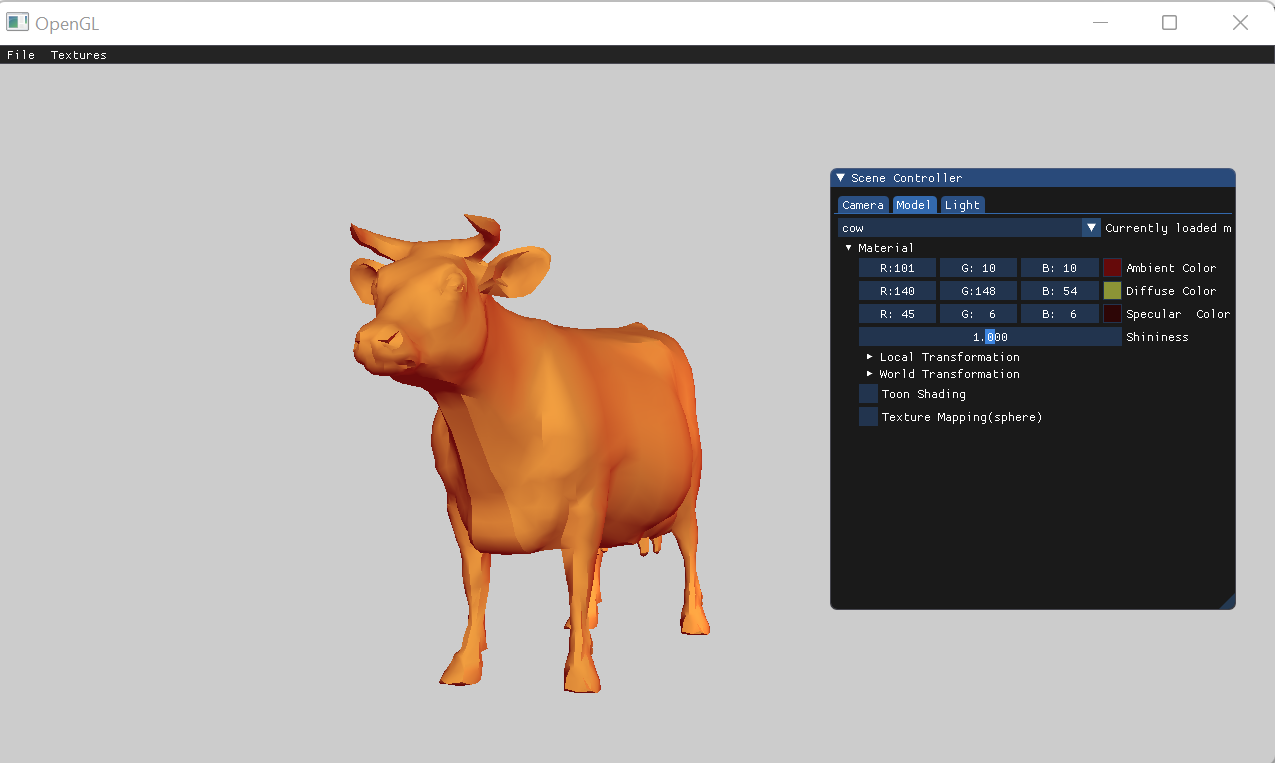 OpenGL
File Textures
Scene Controller
Camera Model Light
cow Currently loaded m
Material
R:101 G: 10 B: 10 Ambient Color
R:140 G:148 B: 54 Diffuse Color
R: 45 G: 6 B: 6 Specular Color
1.000 Shininess
Local Transformation
World Transformation
Toon Shading
Texture Mapping(sphere)